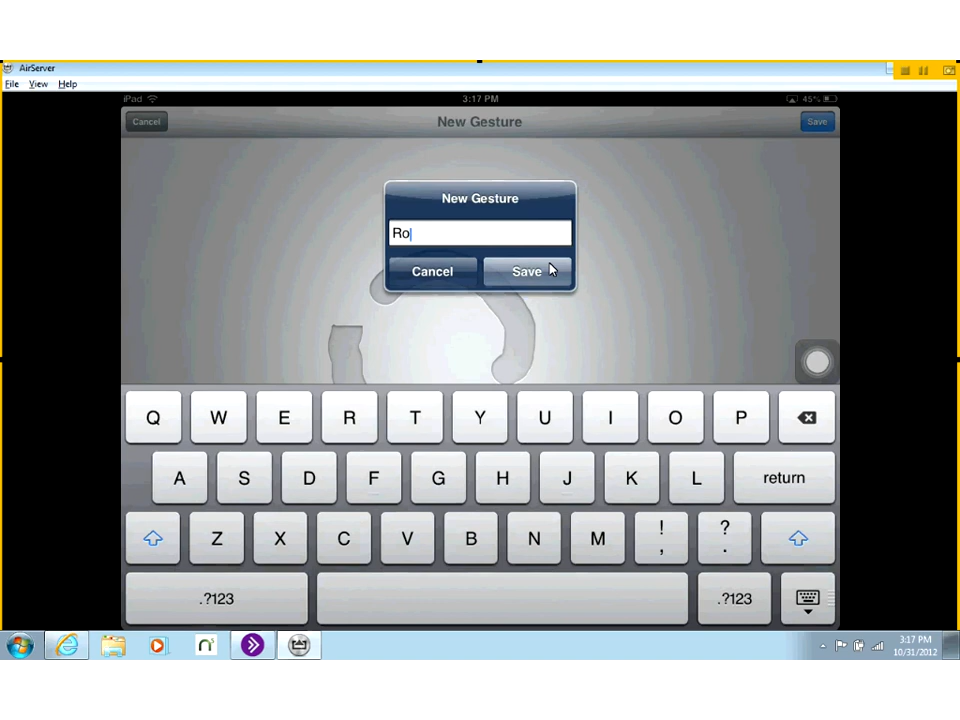 AirServer
File View Help
iPad 3:17 PM 45%
Cancel New Gesture Save
New Gesture
Ro
Cancel Save
Q W E R T Y U I O P
A S D F G H J K L return
Z X C V B N M ! , ? .
.?123 .?123
3:17 PM
10/31/2012